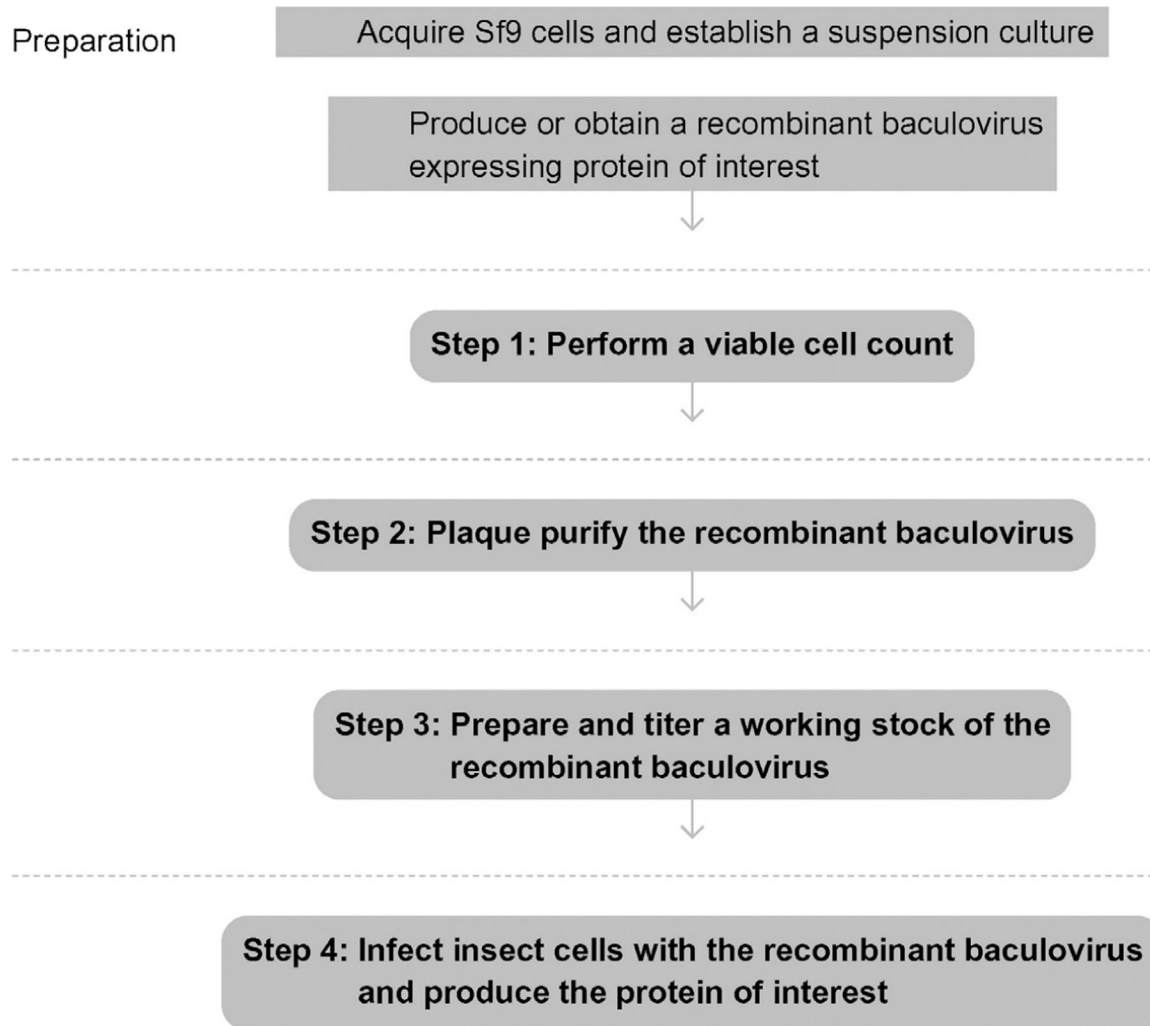 Preparation
Acquire Sf9 cells and establish a suspension culture
Produce or obtain a recombinant baculovirus
expressing protein of interest
Step 1: Perform a viable cell count
Step 2: Plaque purify the recombinant baculovirus
Step 3: Prepare and titer a working stock of the
recombinant baculovirus
Step 4: Infect insect cells with the recombinant baculovirus
and produce the protein of interest